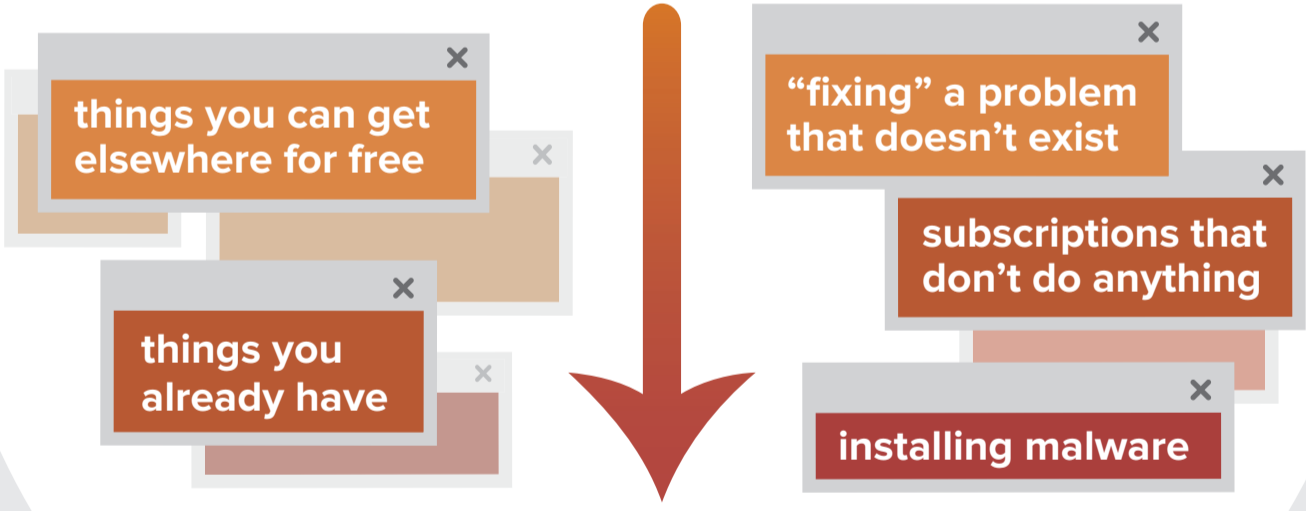 things you can get
elsewhere for free
things you
already have
“fixing” a problem
that doesn’t exist
subscriptions that
don’t do anything
installing malware